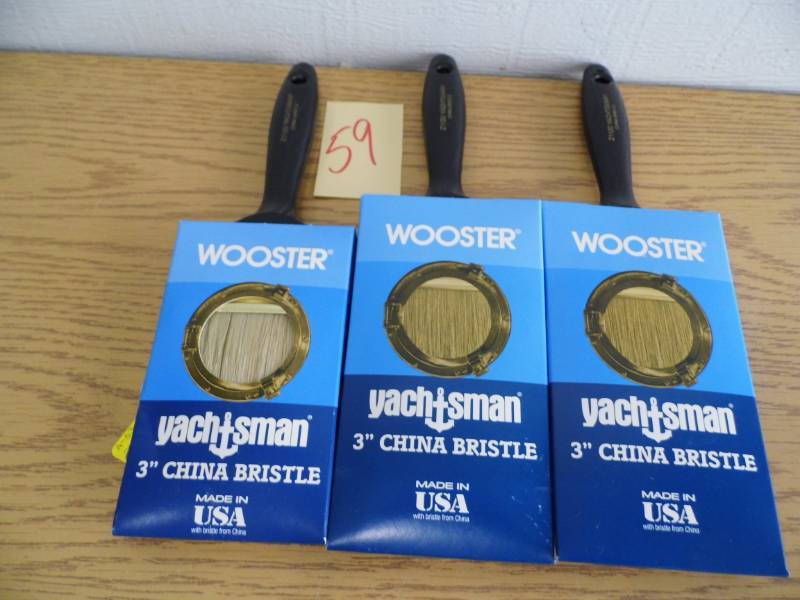 59
WOOSTER®
yachtsman®
3" CHINA BRISTLE
MADE IN
USA
with bristle from China
WOOSTER®
yachtsman®
3" CHINA BRISTLE
MADE IN
USA
with bristle from China
WOOSTER®
yachtsman®
3" CHINA BRISTLE
MADE IN
USA
with bristle from China